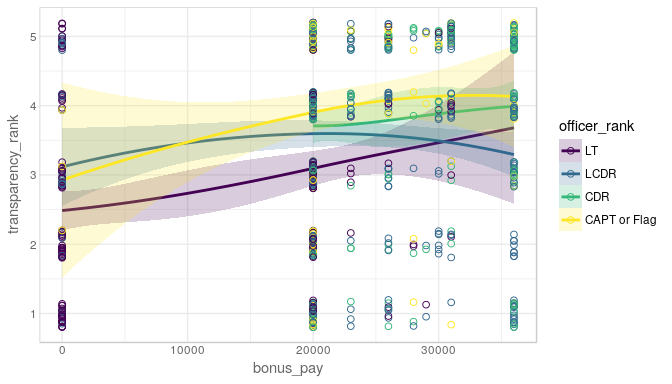 5
4
3
2
1
transparency_rank
0
10000
20000
30000
bonus_pay
officer_rank
LT
LCDR
CDR
CAPT or Flag